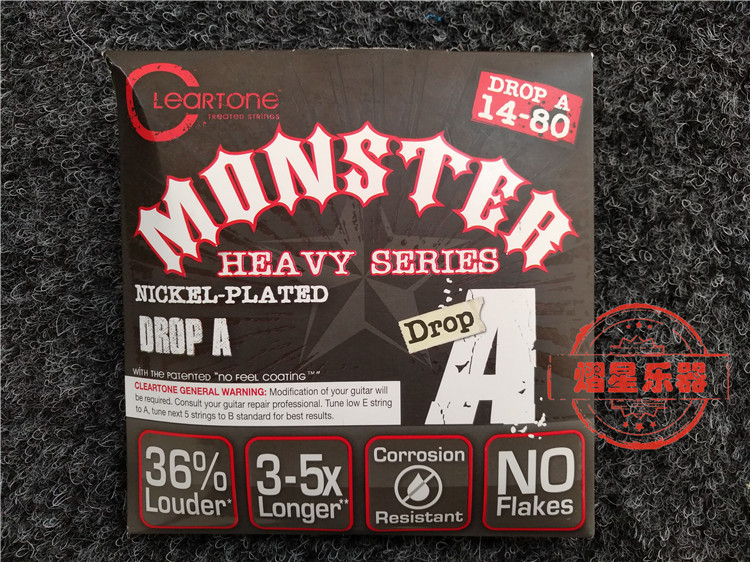 CLEARTONE™
TREATED STRINGS
DROP A
14-80
MONSTER
HEAVY SERIES
NICKEL-PLATED
DROP A
Drop
A
WITH THE PATENTED "NO FEEL COATING™"
CLEARTONE GENERAL WARNING: Modification of your guitar will
be required. Consult your guitar repair professional. Tune low E string
to A, tune next 5 strings to B standard for best results.
熠星乐器
36%
Louder*
3-5x
Longer**
Corrosion
Resistant
NO
Flakes